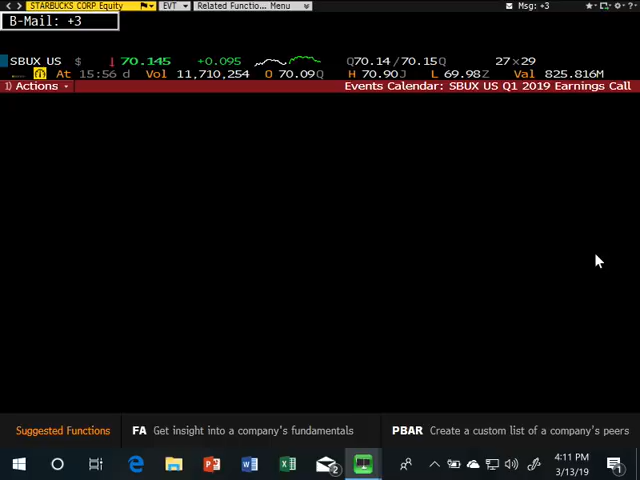 STARBUCKS CORP Equity EVT Related Functio... Menu Msg: +3
B-Mail: +3
SBUX US $ 70.145 +0.095 Q70.14/70.15Q 27×29
At 15:56 d Vol 11,710,254 O 70.09Q H 70.90J L 69.98Z Val 825.816M
1) Actions Events Calendar: SBUX US Q1 2019 Earnings Call
Suggested Functions FA Get insight into a company's fundamentals PBAR Create a custom list of a company's peers
2 4:11 PM
3/13/19 1